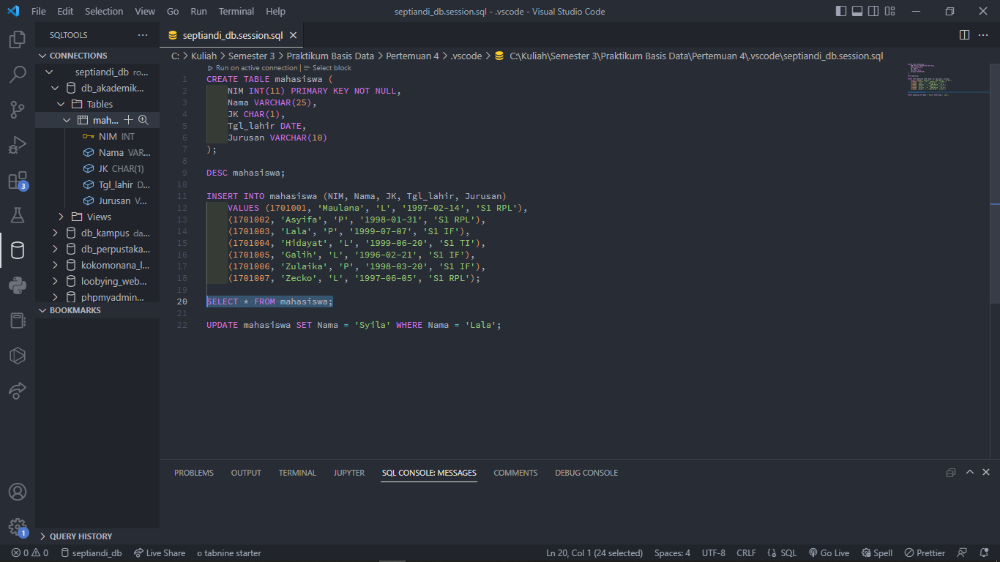 File Edit Selection View Go Run Terminal Help septiandi_db.session.sql - .vscode - Visual Studio Code
SQLTOOLS ···
septiandi_db.session.sql
CONNECTIONS
septiandi_db ro...
db_akademik...
Tables
mah...
NIM INT
Nama VAR...
JK CHAR(1)
Tgl_lahir D...
Jurusan V...
Views
db_kampus da...
db_perpustaka...
kokomonana_l...
loobying_web...
phpmyadmin...
BOOKMARKS
QUERY HISTORY
3
1
C: > Kuliah > Semester 3 > Praktikum Basis Data > Pertemuan 4 > .vscode > C:\Kuliah\Semester 3\Praktikum Basis Data\Pertemuan 4\.vscode\septiandi_db.session.sql
Run on active connection | Select block
1 CREATE TABLE mahasiswa (
2 NIM INT(11) PRIMARY KEY NOT NULL,
3 Nama VARCHAR(25),
4 JK CHAR(1),
5 Tgl_lahir DATE,
6 Jurusan VARCHAR(10)
7 );
8
9 DESC mahasiswa;
10
11 INSERT INTO mahasiswa (NIM, Nama, JK, Tgl_lahir, Jurusan)
12 VALUES (1701001, 'Maulana', 'L', '1997-02-14', 'S1 RPL'),
13 (1701002, 'Asyifa', 'P', '1998-01-31', 'S1 RPL'),
14 (1701003, 'Lala', 'P', '1999-07-07', 'S1 IF'),
15 (1701004, 'Hidayat', 'L', '1999-06-20', 'S1 TI'),
16 (1701005, 'Galih', 'L', '1996-02-21', 'S1 IF'),
17 (1701006, 'Zulaika', 'P', '1998-03-20', 'S1 IF'),
18 (1701007, 'Zecko', 'L', '1997-06-05', 'S1 RPL');
19
20 SELECT * FROM mahasiswa;
21
22 UPDATE mahasiswa SET Nama = 'Syila' WHERE Nama = 'Lala';
PROBLEMS OUTPUT TERMINAL JUPYTER SQL CONSOLE: MESSAGES COMMENTS DEBUG CONSOLE
0 0 septiandi_db Live Share tabnine starter Ln 20, Col 1 (24 selected) Spaces: 4 UTF-8 CRLF SQL Go Live Spell Prettier